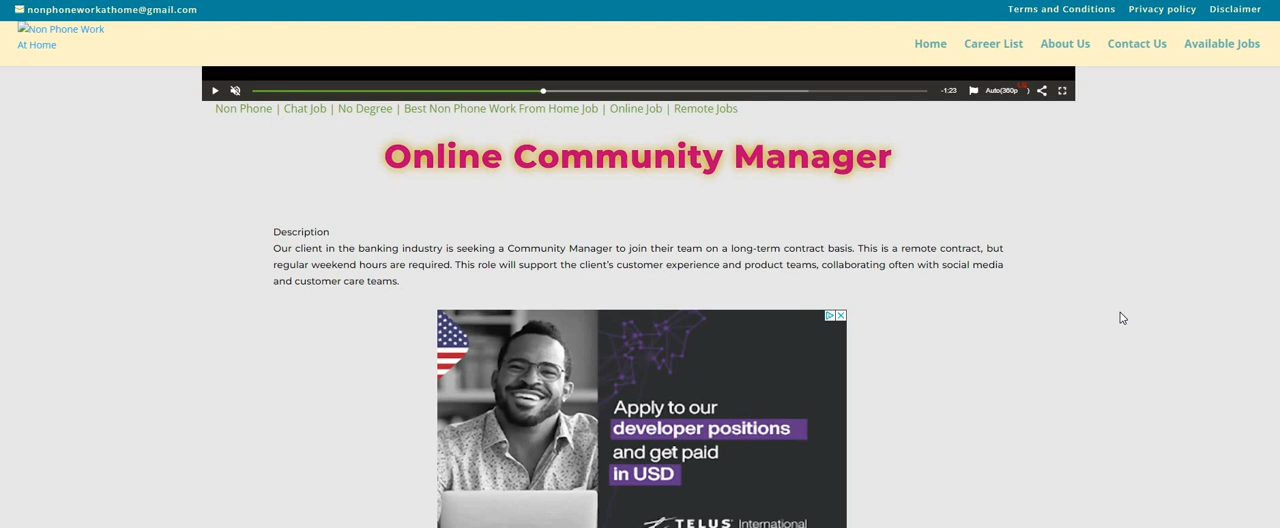 nonphoneworkathome@gmail.com
Terms and Conditions Privacy policy Disclaimer
Non Phone Work
At Home
Home Career List About Us Contact Us Available Jobs
-1:23 Auto(360p )
Non Phone | Chat Job | No Degree | Best Non Phone Work From Home Job | Online Job | Remote Jobs
Online Community Manager
Description
Our client in the banking industry is seeking a Community Manager to join their team on a long-term contract basis. This is a remote contract, but
regular weekend hours are required. This role will support the client's customer experience and product teams, collaborating often with social media
and customer care teams.
Apply to our
developer positions
and get paid
in USD
TELUS International